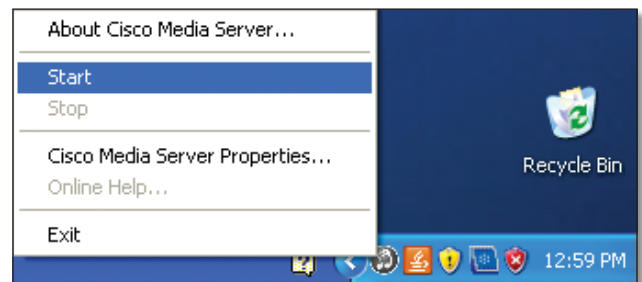 About Cisco Media Server...
Start
Stop
Cisco Media Server Properties...
Online Help...
Exit
Recycle Bin
12:59 PM